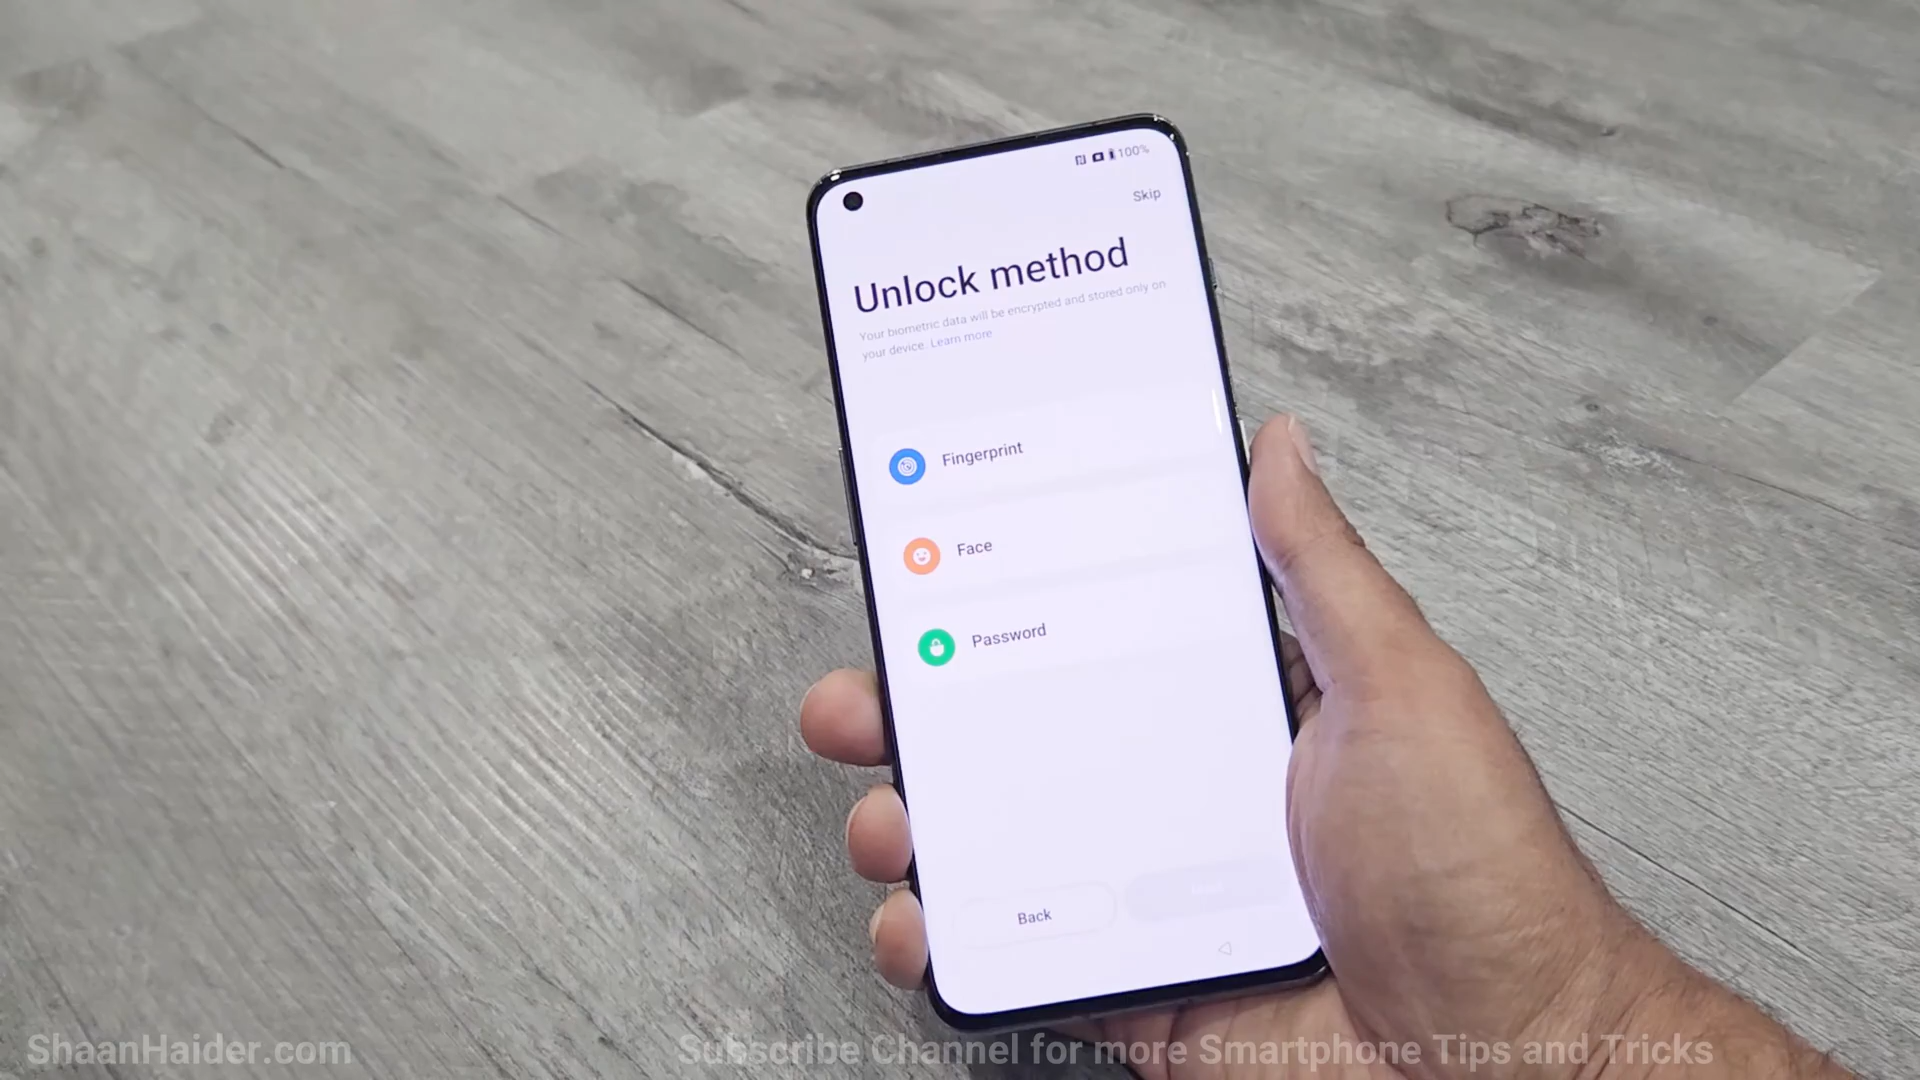 100%
Skip
Unlock method
Your biometric data will be encrypted and stored only on
your device. Learn more
Fingerprint
Face
Password
Back
ShaanHaider.com
Subscribe Channel for more Smartphone Tips and Tricks